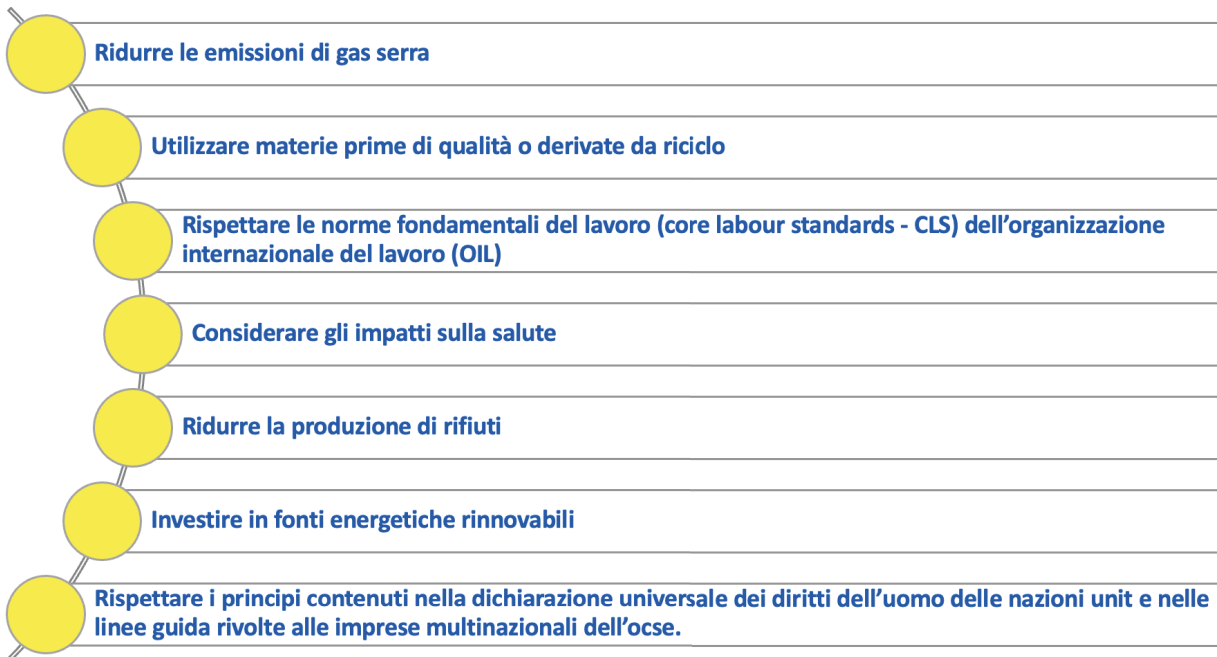 Ridurre le emissioni di gas serra
Utilizzare materie prime di qualità o derivate da riciclo
Rispettare le norme fondamentali del lavoro (core labour standards - CLS) dell’organizzazione
internazionale del lavoro (OIL)
Considerare gli impatti sulla salute
Ridurre la produzione di rifiuti
Investire in fonti energetiche rinnovabili
Rispettare i principi contenuti nella dichiarazione universale dei diritti dell’uomo delle nazioni unit e nelle
linee guida rivolte alle imprese multinazionali dell’ocse.